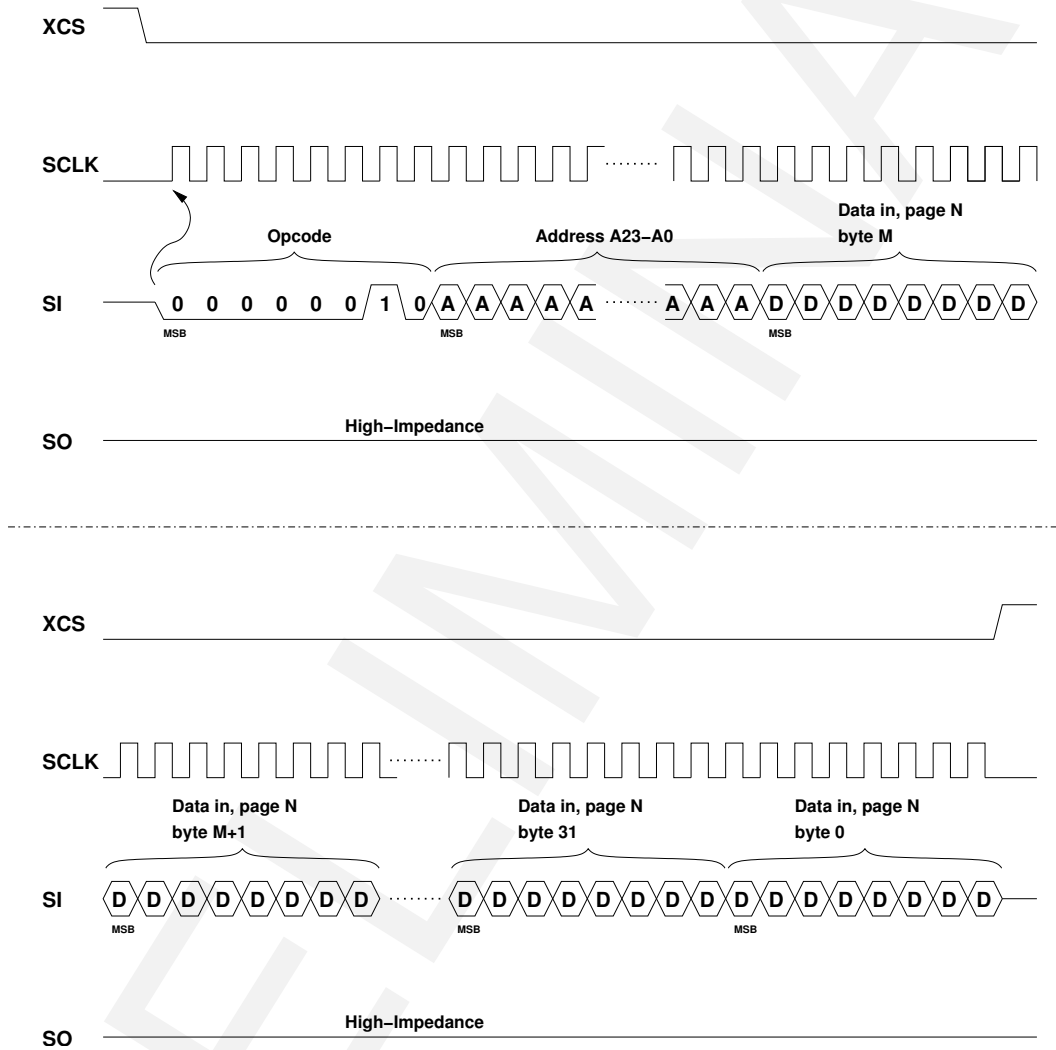 XCS
SCLK
Data in, page N
byte M
Opcode
Address A23–A0
SI
0 0 0 0 0 0 1 0 A A A A A ........ A A A D D D D D D D D
MSB MSB MSB
High–Impedance
SO
XCS
SCLK
Data in, page N Data in, page N Data in, page N
byte M+1 byte 31 byte 0
SI
D D D D D D D D ........ D D D D D D D D D D D D D D D D
MSB MSB MSB
High–Impedance
SO
ELIMINA